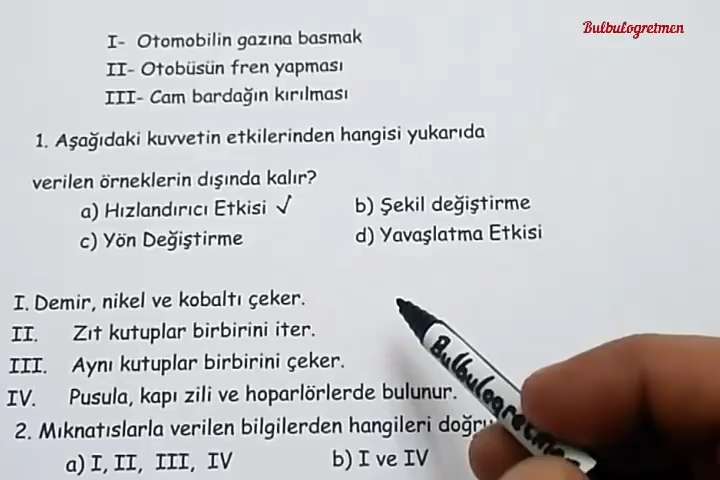 Bulbulogretmen
I- Otomobilin gazına basmak
II- Otobüsün fren yapması
III- Cam bardağın kırılması
1. Aşağıdaki kuvvetin etkilerinden hangisi yukarıda
verilen örneklerin dışında kalır?
a) Hızlandırıcı Etkisi ✓ b) Şekil değiştirme
c) Yön Değiştirme d) Yavaşlatma Etkisi
I. Demir, nikel ve kobaltı çeker.
II. Zıt kutuplar birbirini iter.
III. Aynı kutuplar birbirini çeker.
IV. Pusula, kapı zili ve hoparlörlerde bulunur.
2. Mıknatıslarla verilen bilgilerden hangileri
a) I, II, III, IV b) I ve IV
Bulbulogretmen